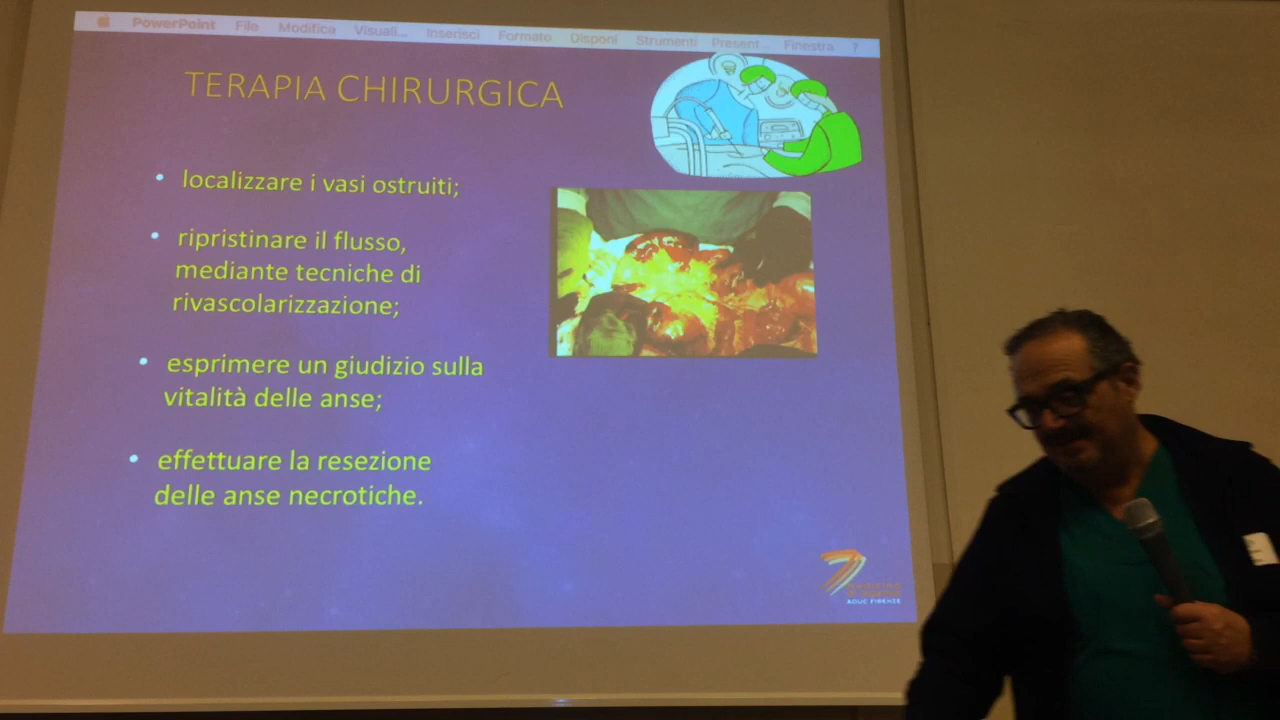 PowerPoint File Modifica Visuali... Inserisci Formato Disponi Strumenti Present... Finestra ?
TERAPIA CHIRURGICA
• localizzare i vasi ostruiti;
• ripristinare il flusso,
mediante tecniche di
rivascolarizzazione;
• esprimere un giudizio sulla
vitalità delle anse;
• effettuare la resezione
delle anse necrotiche.
AOUC FIRENZE